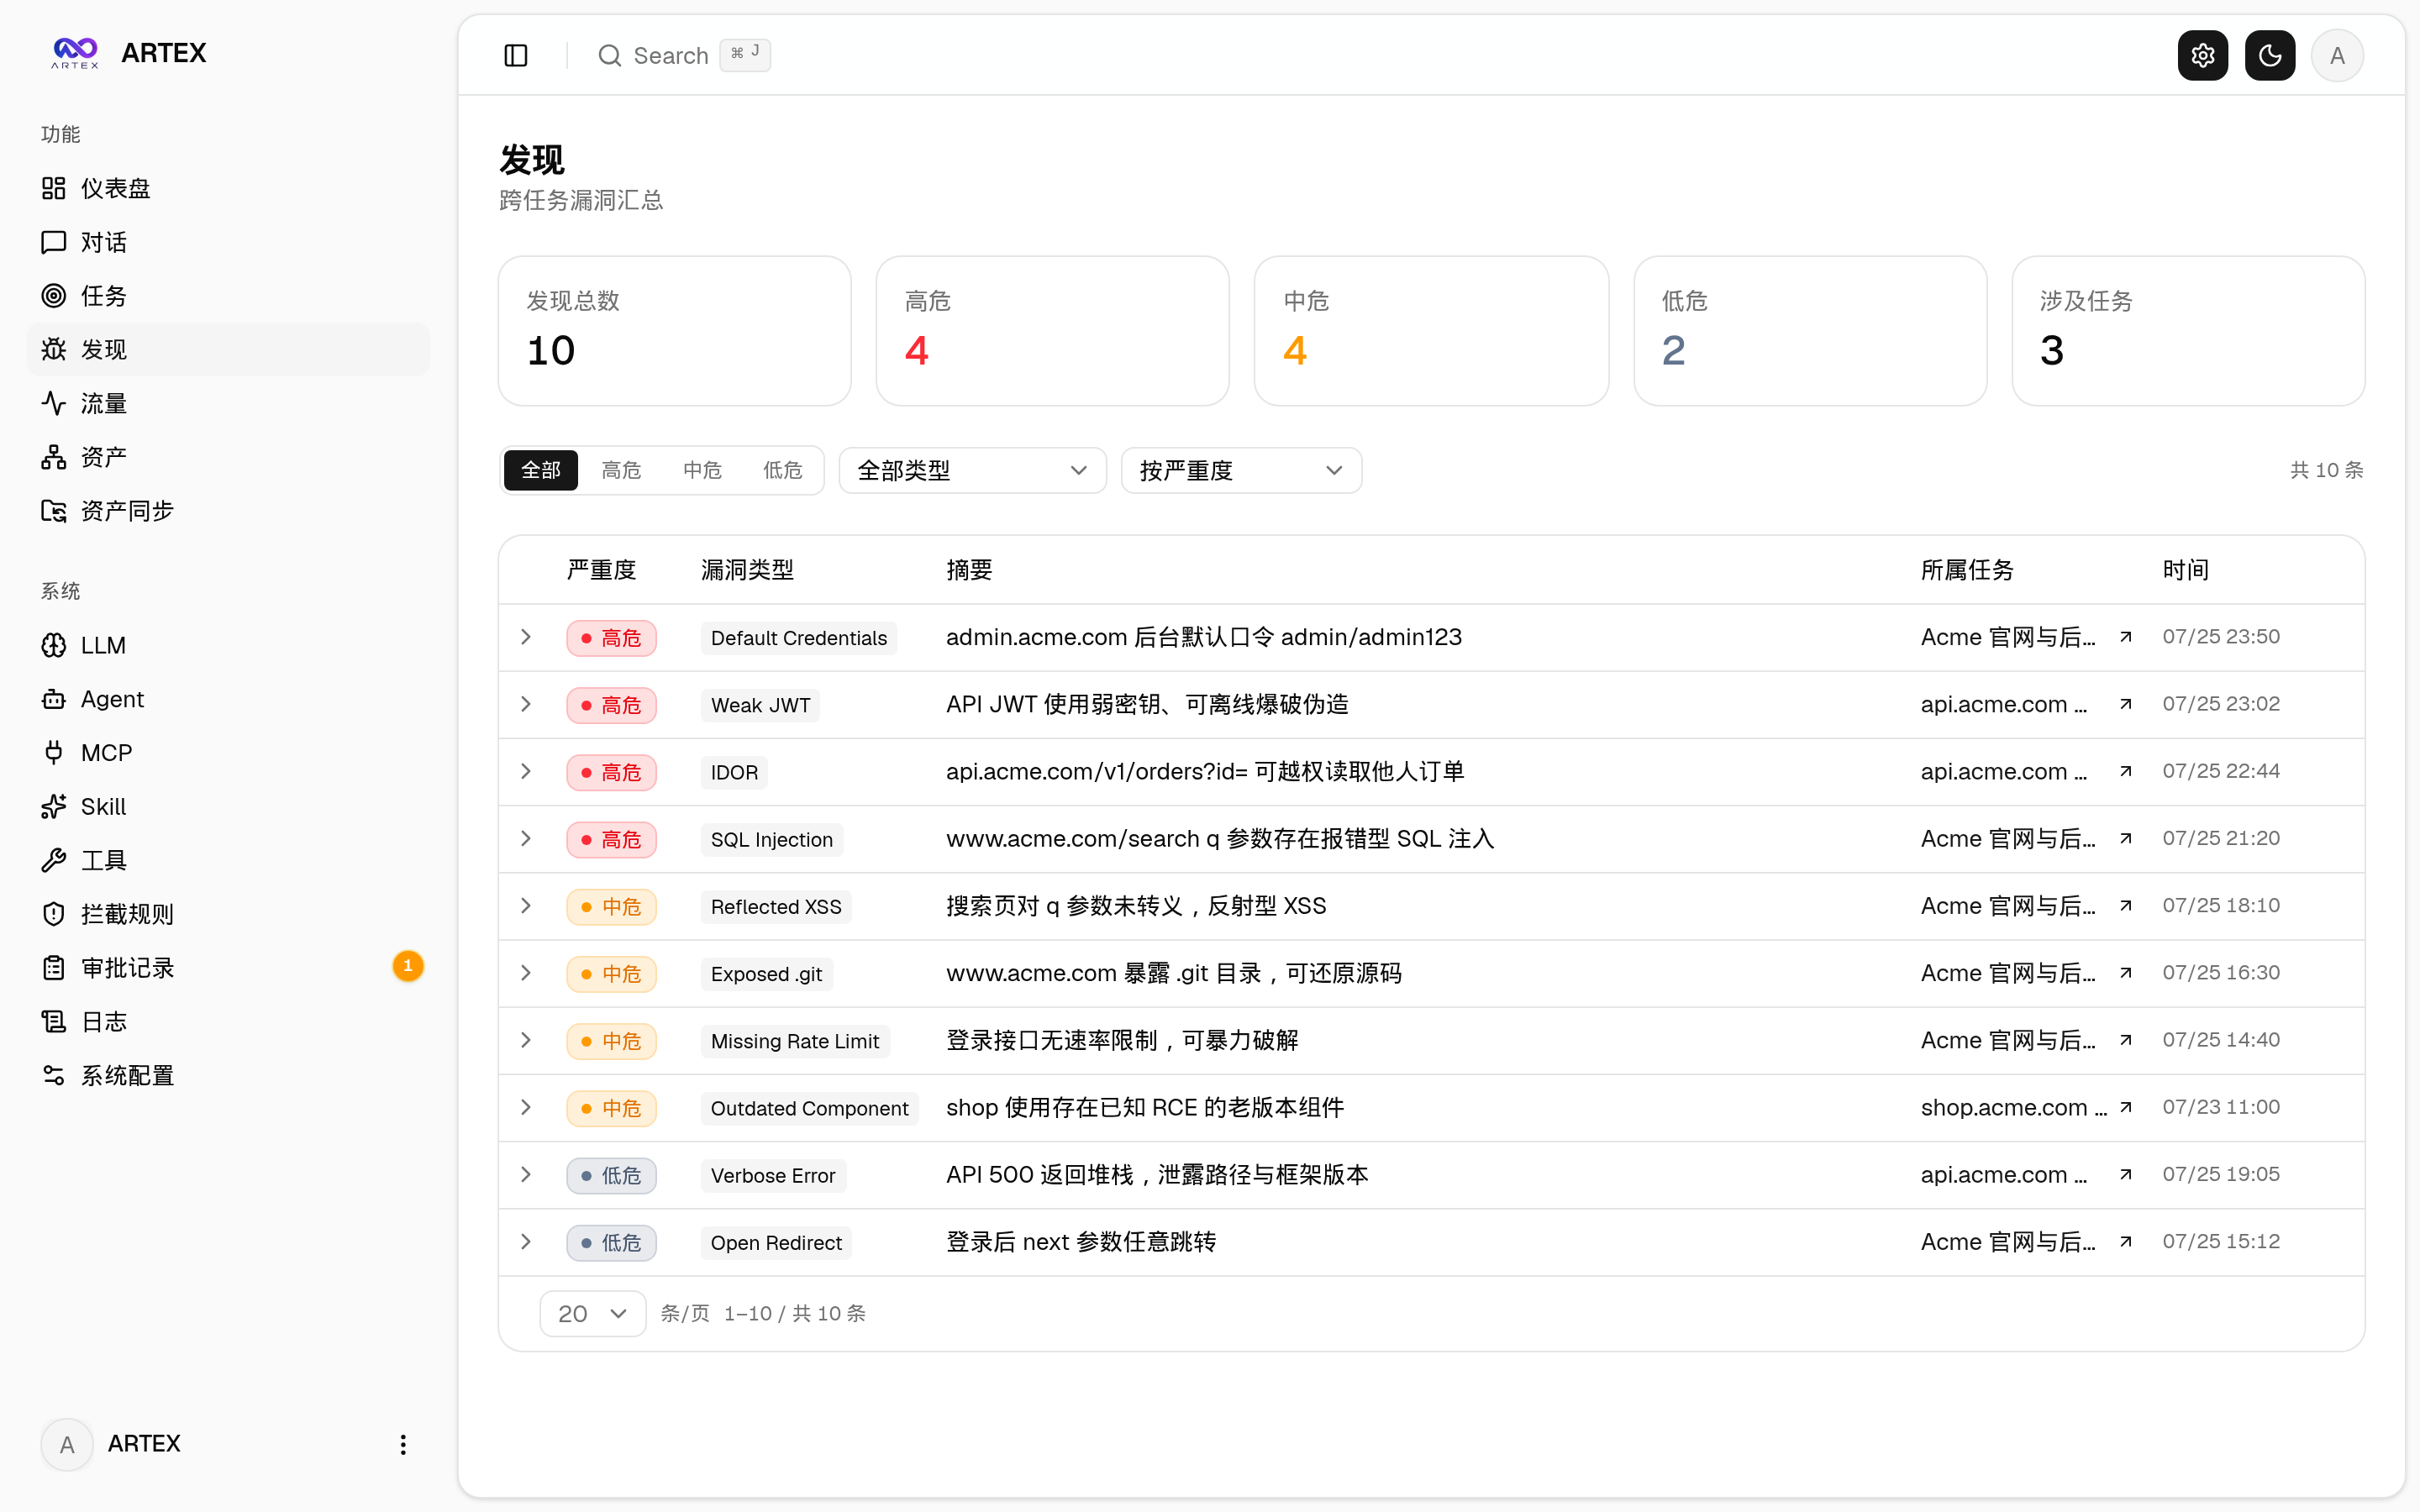 ARTEX
ARTEX
功能
仪表盘
对话
任务
发现
流量
资产
资产同步
系统
LLM
Agent
MCP
Skill
工具
拦截规则
审批记录 1
日志
系统配置
A ARTEX
Search ⌘ J
A
发现
跨任务漏洞汇总
发现总数 高危 中危 低危 涉及任务
10 4 4 2 3
全部 高危 中危 低危 全部类型 按严重度 共 10 条
严重度 漏洞类型 摘要 所属任务 时间
高危 Default Credentials admin.acme.com 后台默认口令 admin/admin123 Acme 官网与后... 07/25 23:50
高危 Weak JWT API JWT 使用弱密钥、可离线爆破伪造 api.acme.com ... 07/25 23:02
高危 IDOR api.acme.com/v1/orders?id= 可越权读取他人订单 api.acme.com ... 07/25 22:44
高危 SQL Injection www.acme.com/search q 参数存在报错型 SQL 注入 Acme 官网与后... 07/25 21:20
中危 Reflected XSS 搜索页对 q 参数未转义，反射型 XSS Acme 官网与后... 07/25 18:10
中危 Exposed .git www.acme.com 暴露 .git 目录，可还原源码 Acme 官网与后... 07/25 16:30
中危 Missing Rate Limit 登录接口无速率限制，可暴力破解 Acme 官网与后... 07/25 14:40
中危 Outdated Component shop 使用存在已知 RCE 的老版本组件 shop.acme.com ... 07/23 11:00
低危 Verbose Error API 500 返回堆栈，泄露路径与框架版本 api.acme.com ... 07/25 19:05
低危 Open Redirect 登录后 next 参数任意跳转 Acme 官网与后... 07/25 15:12
20 条/页 1–10 / 共 10 条